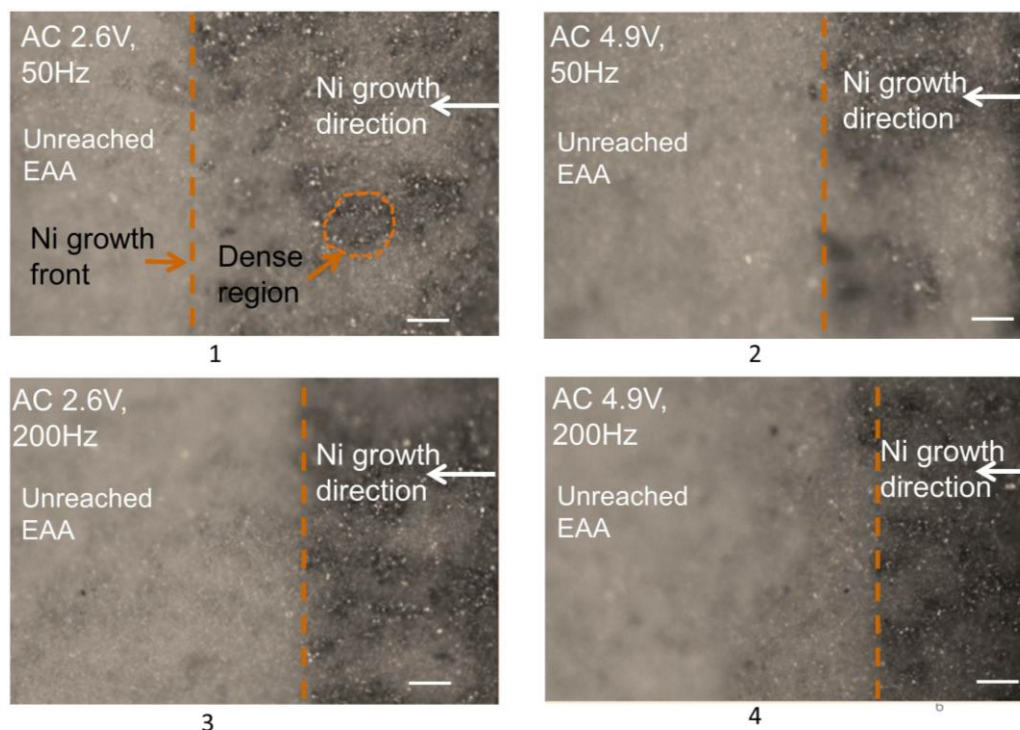 AC 2.6V,
50Hz
Ni growth
direction
Unreached
EAA
Ni growth
front
Dense
region
1
AC 4.9V,
50Hz
Ni growth
direction
Unreached
EAA
2
AC 2.6V,
200Hz
Ni growth
direction
Unreached
EAA
3
AC 4.9V,
200Hz
Ni growth
direction
Unreached
EAA
4